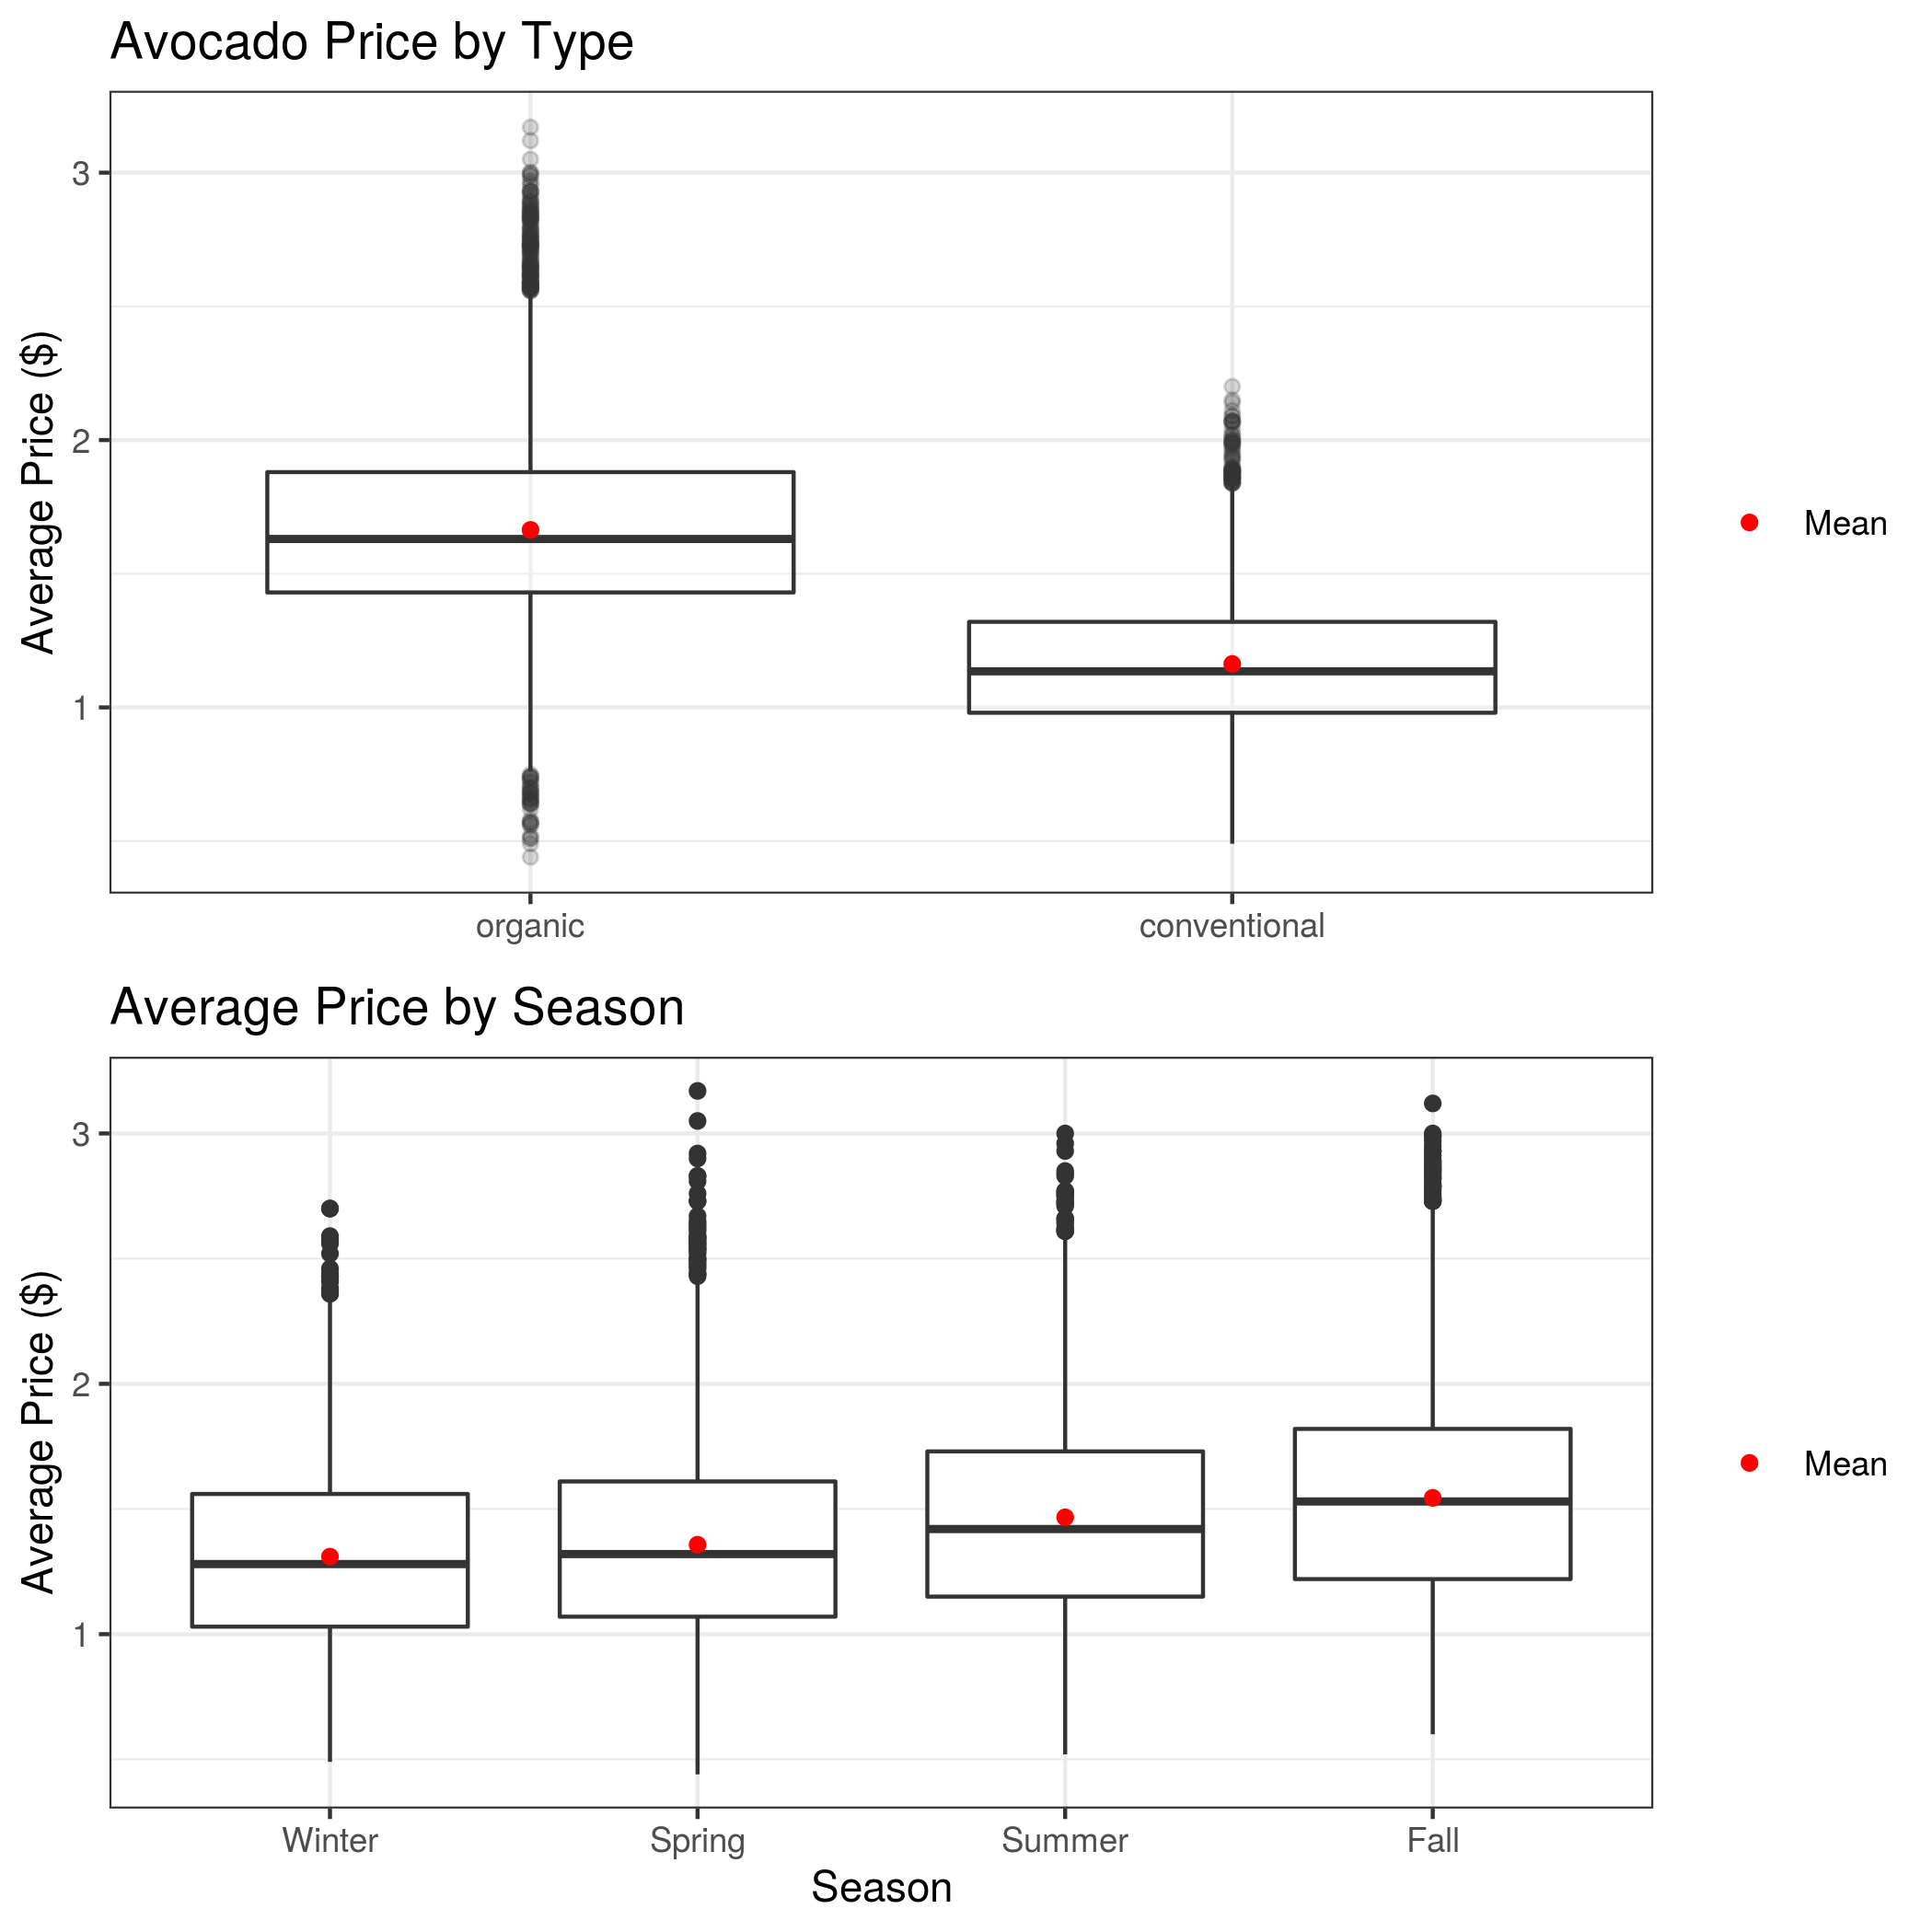 Avocado Price by Type
Average Price ($)
3
2
1
organic
conventional
Mean
Average Price by Season
Average Price ($)
3
2
1
Winter
Spring
Summer
Fall
Season
Mean